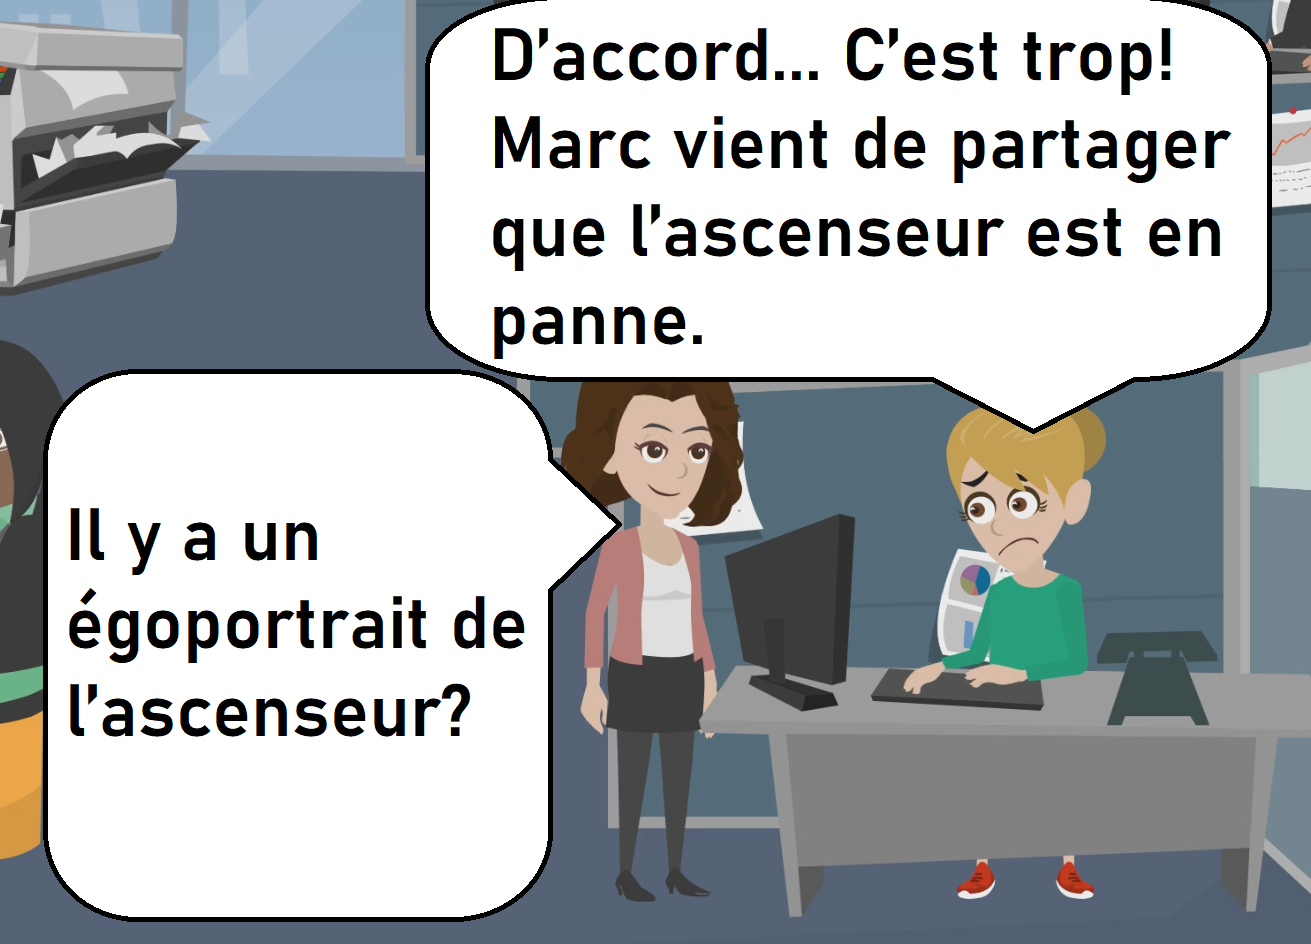 D’accord... C’est trop!
Marc vient de partager
que l’ascenseur est en
panne.
Il y a un
égoportrait de
l’ascenseur?